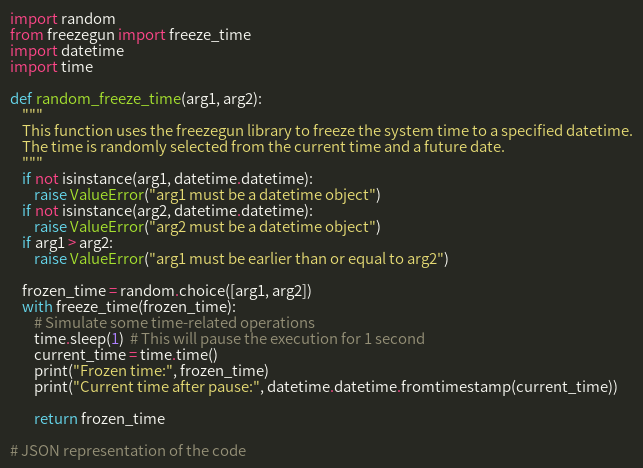 import random
from freezegun import freeze_time
import datetime
import time

def random_freeze_time(arg1, arg2):
    """
    This function uses the freezegun library to freeze the system time to a specified datetime.
    The time is randomly selected from the current time and a future date.
    """
    if not isinstance(arg1, datetime.datetime):
        raise ValueError("arg1 must be a datetime object")
    if not isinstance(arg2, datetime.datetime):
        raise ValueError("arg2 must be a datetime object")
    if arg1 > arg2:
        raise ValueError("arg1 must be earlier than or equal to arg2")

    frozen_time = random.choice([arg1, arg2])
    with freeze_time(frozen_time):
        # Simulate some time-related operations
        time.sleep(1)  # This will pause the execution for 1 second
        current_time = time.time()
        print("Frozen time:", frozen_time)
        print("Current time after pause:", datetime.datetime.fromtimestamp(current_time))

        return frozen_time

# JSON representation of the code